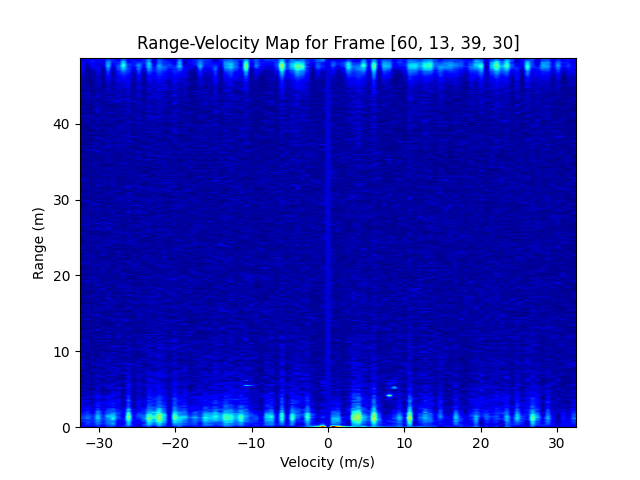 Range-Velocity Map for Frame [60, 13, 39, 30]
Range (m)
40
30
20
10
0
−30 −20 −10 0 10 20 30
Velocity (m/s)